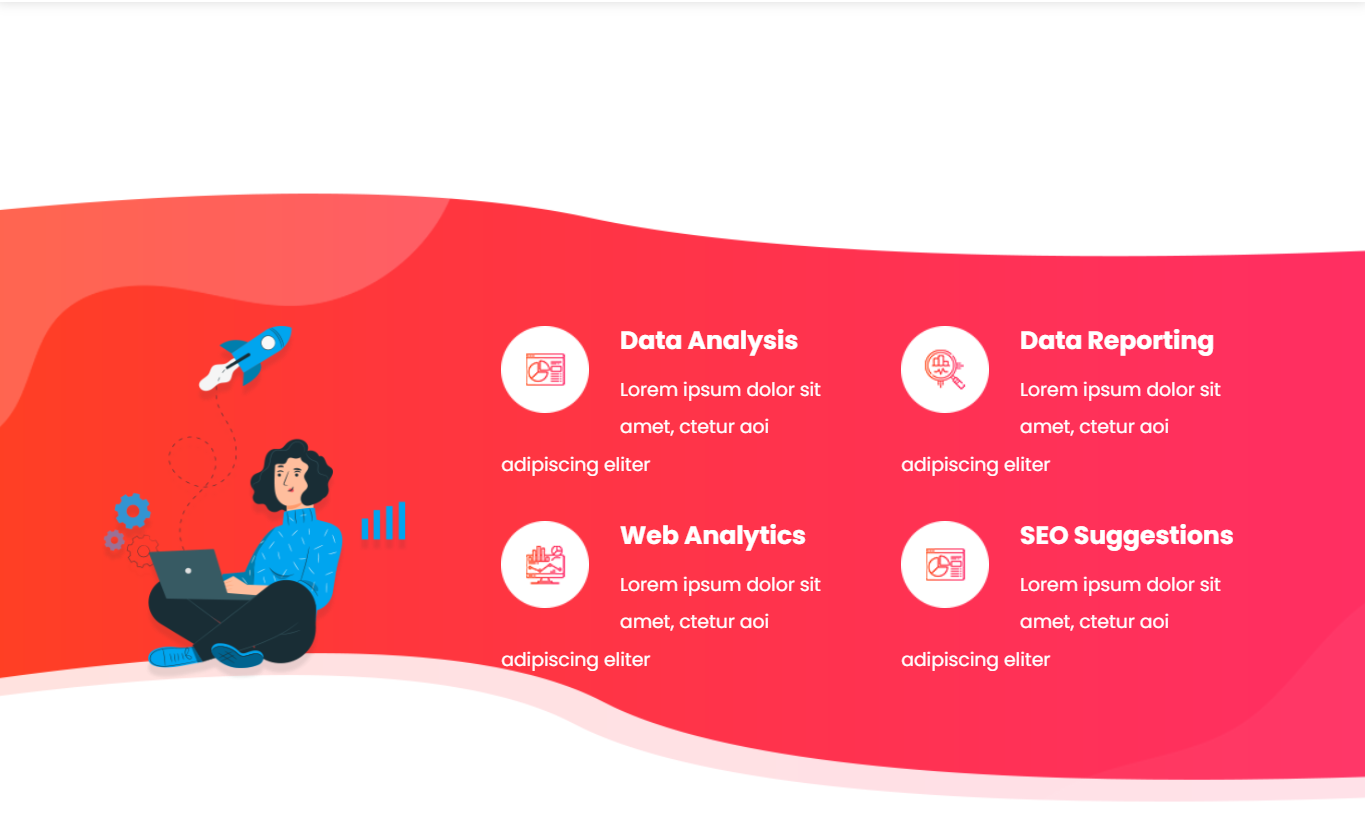 Data Analysis
Lorem ipsum dolor sit
amet, ctetur aoi
adipiscing eliter
Data Reporting
Lorem ipsum dolor sit
amet, ctetur aoi
adipiscing eliter
Web Analytics
Lorem ipsum dolor sit
amet, ctetur aoi
adipiscing eliter
SEO Suggestions
Lorem ipsum dolor sit
amet, ctetur aoi
adipiscing eliter